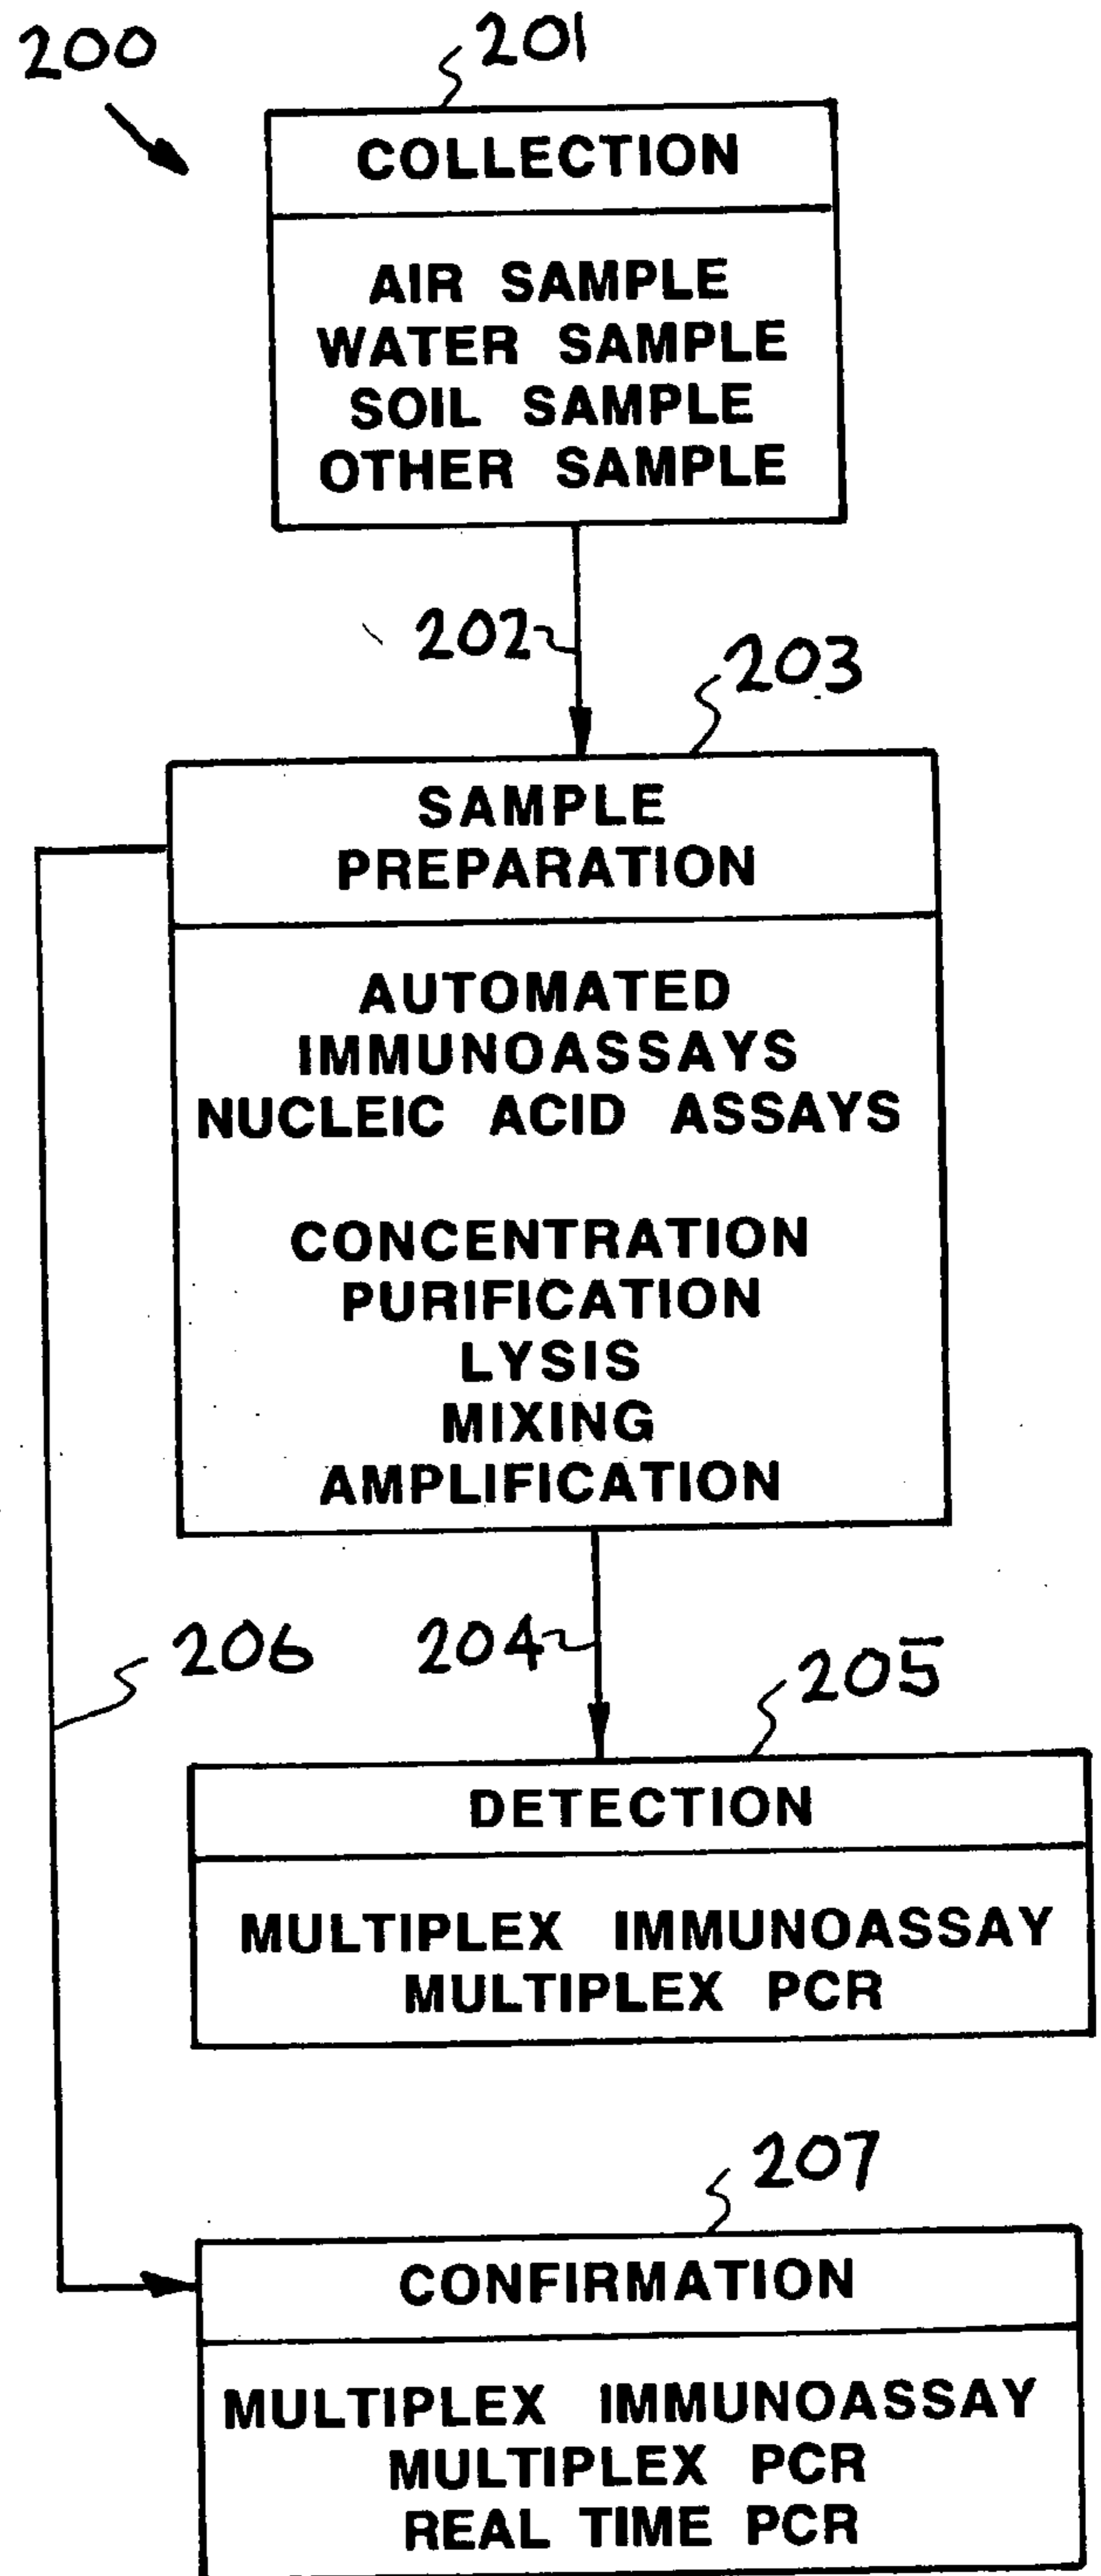 200
201
COLLECTION
AIR SAMPLE
WATER SAMPLE
SOIL SAMPLE
OTHER SAMPLE
202
203
SAMPLE
PREPARATION
AUTOMATED
IMMUNOASSAYS
NUCLEIC ACID ASSAYS
CONCENTRATION
PURIFICATION
LYSIS
MIXING
AMPLIFICATION
206
204
205
DETECTION
MULTIPLEX IMMUNOASSAY
MULTIPLEX PCR
207
CONFIRMATION
MULTIPLEX IMMUNOASSAY
MULTIPLEX PCR
REAL TIME PCR